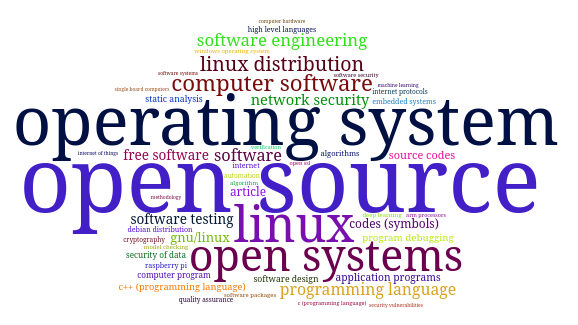 computer hardware
high level languages
software engineering
windows operating system
linux distribution
software systems
software security
computer software
machine learning
single board computers
internet protocols
static analysis
network security
embedded systems
operating system
verification
internet of things
free software
software
algorithms
source codes
open ssl
internet
automation
open source
algorithm
article
methodology
linux
deep learning
arm processors
software testing
codes (symbols)
debian distribution
cryptography
gnu/linux
program debugging
model checking
security of data
open systems
raspberry pi
computer program
software design
application programs
c++ (programming language)
programming language
software packages
quality assurance
c (programming language)
security vulnerabilities